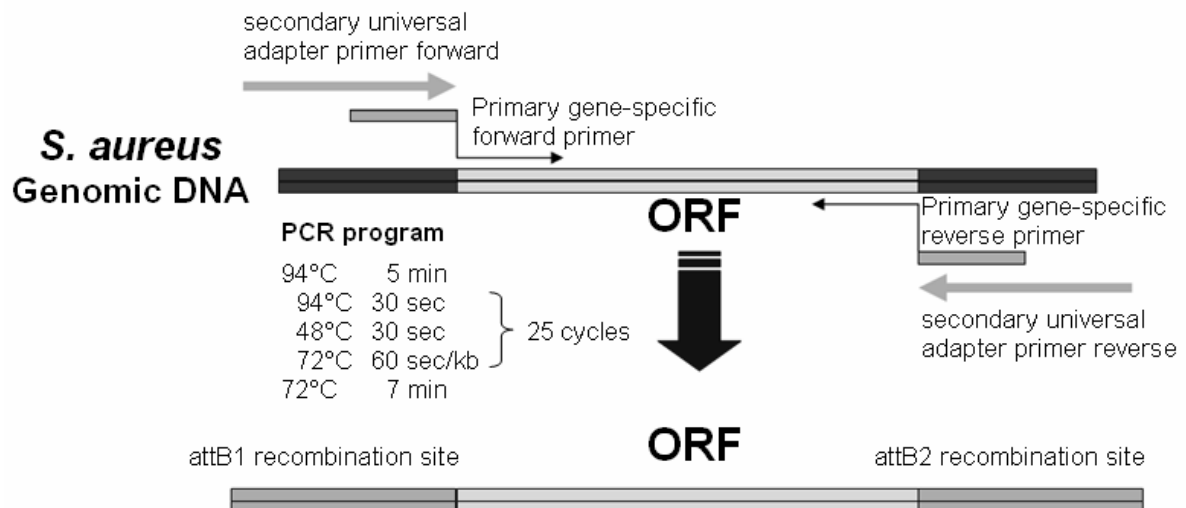 secondary universal
adapter primer forward
Primary gene-specific
forward primer
S. aureus
Genomic DNA
ORF
Primary gene-specific
reverse primer
PCR program
94°C 5 min
94°C 30 sec
48°C 30 sec
25 cycles
72°C 60 sec/kb
72°C 7 min
secondary universal
adapter primer reverse
ORF
attB1 recombination site
attB2 recombination site